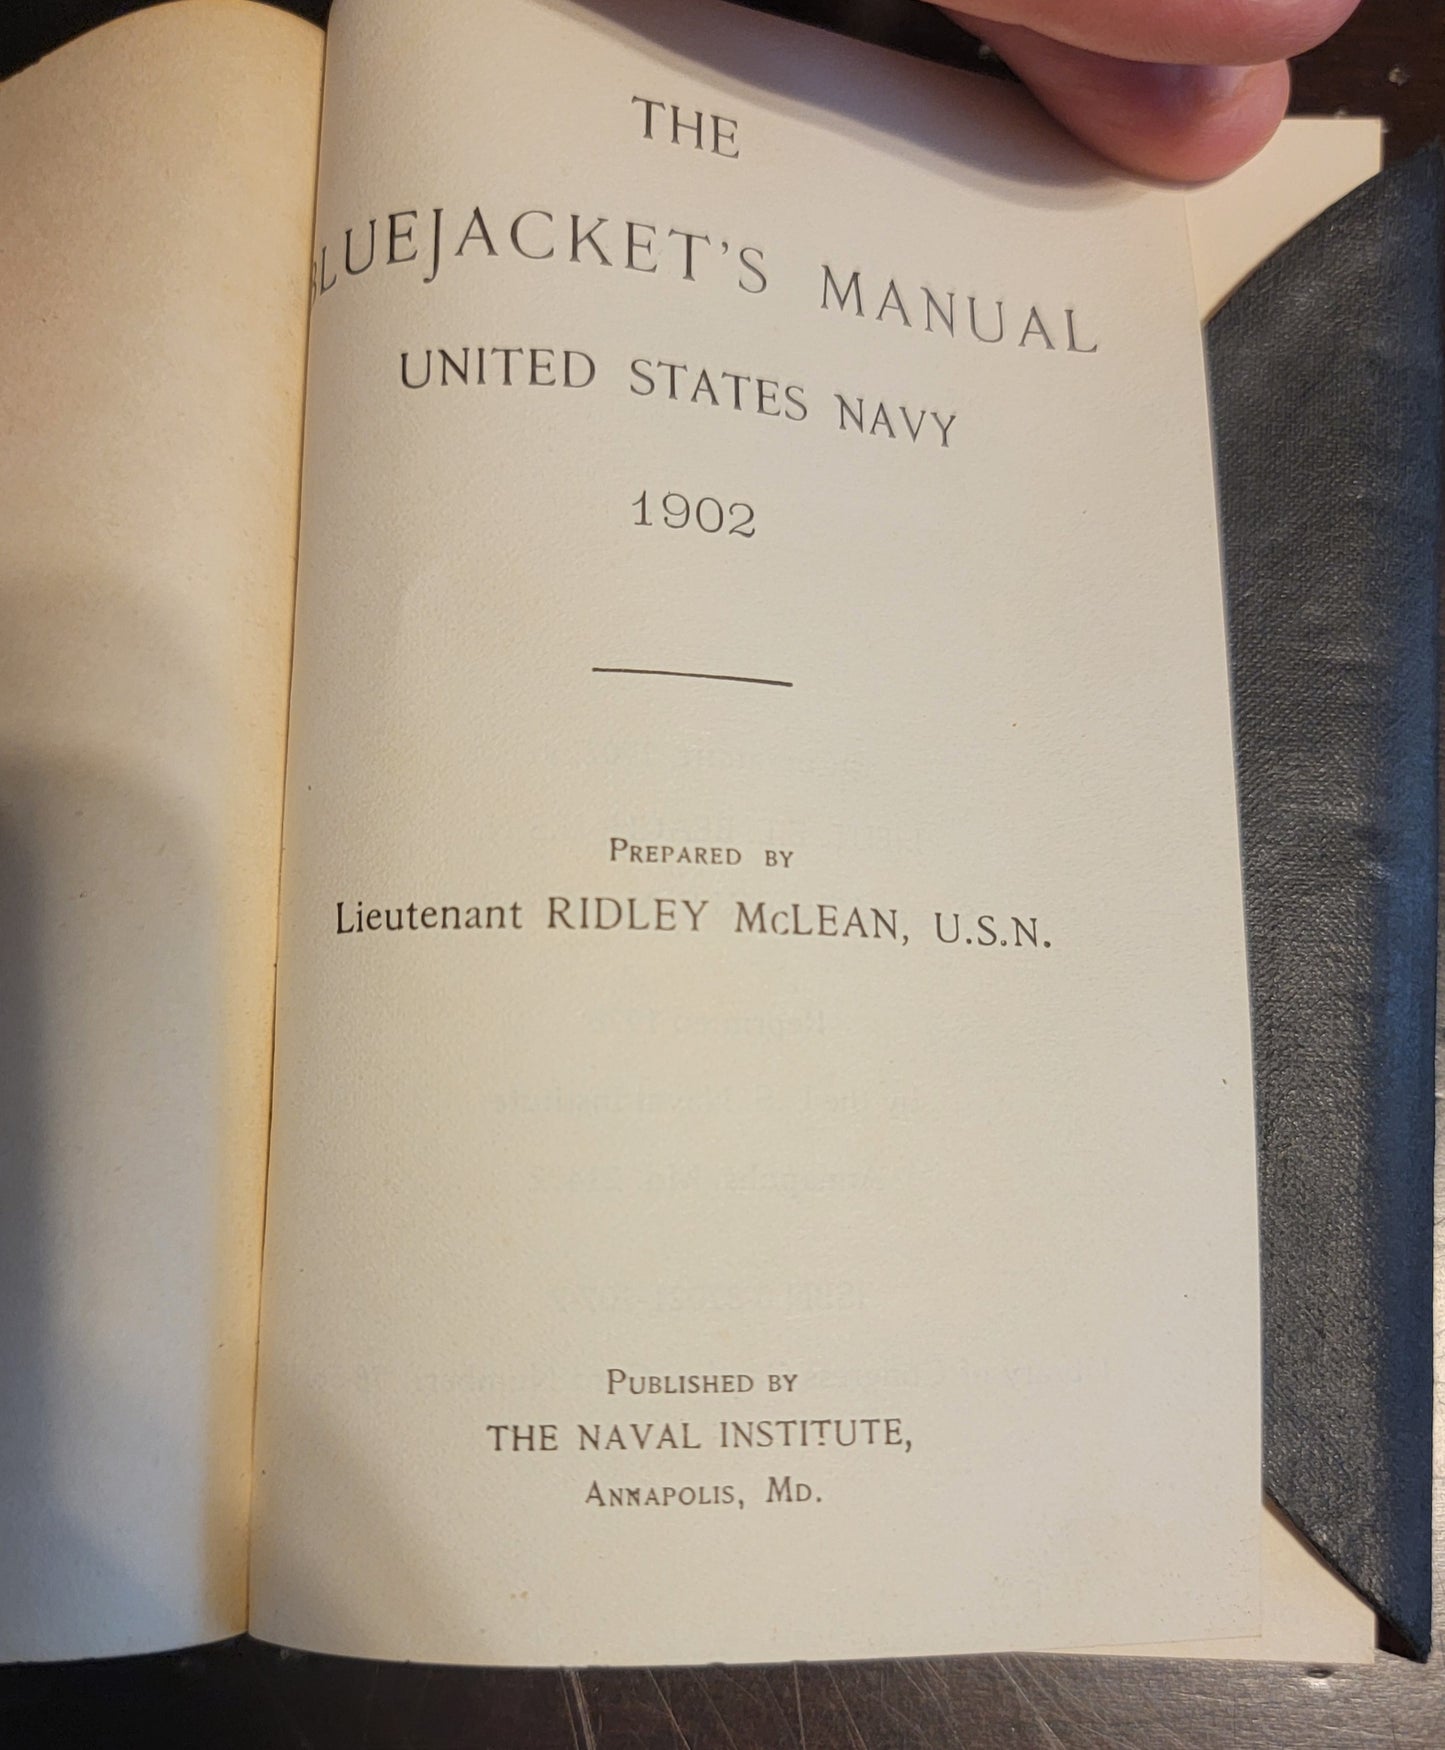 THE
BLUEJACKET'S MANUAL
UNITED STATES NAVY
1902
PREPARED BY
Lieutenant RIDLEY McLEAN, U.S.N.
PUBLISHED BY
THE NAVAL INSTITUTE,
ANNAPOLIS, MD.